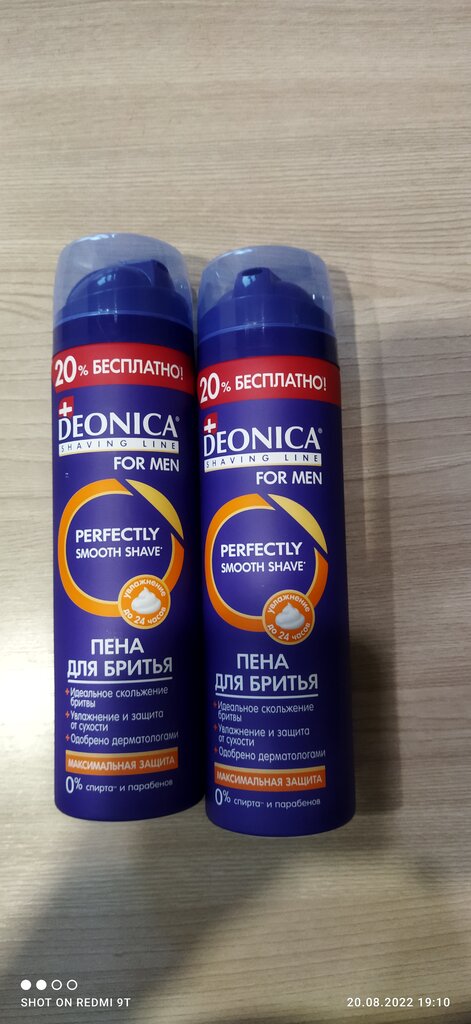 20% БЕСПЛАТНО!
DEONICA®
SHAVING LINE
FOR MEN
PERFECTLY
SMOOTH SHAVE*
увлажнение
до 24 часов
ПЕНА
ДЛЯ БРИТЬЯ
+Идеальное скольжение
бритвы
+Увлажнение и защита
от сухости
+Одобрено дерматологами
МАКСИМАЛЬНАЯ ЗАЩИТА
0% спирта** и парабенов
20% БЕСПЛАТНО!
DEONICA®
SHAVING LINE
FOR MEN
PERFECTLY
SMOOTH SHAVE*
увлажнение
до 24 часов
ПЕНА
ДЛЯ БРИТЬЯ
+Идеальное скольжение
бритвы
+Увлажнение и защита
от сухости
+Одобрено дерматологами
МАКСИМАЛЬНАЯ ЗАЩИТА
0% спирта** и парабенов
SHOT ON REDMI 9T
20.08.2022 19:10